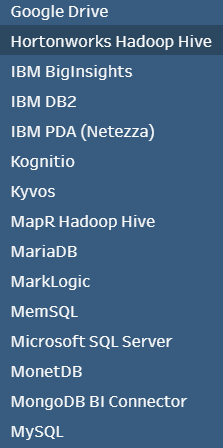 Google Drive
Hortonworks Hadoop Hive
IBM BigInsights
IBM DB2
IBM PDA (Netezza)
Kognitio
Kyvos
MapR Hadoop Hive
MariaDB
MarkLogic
MemSQL
Microsoft SQL Server
MonetDB
MongoDB BI Connector
MySQL